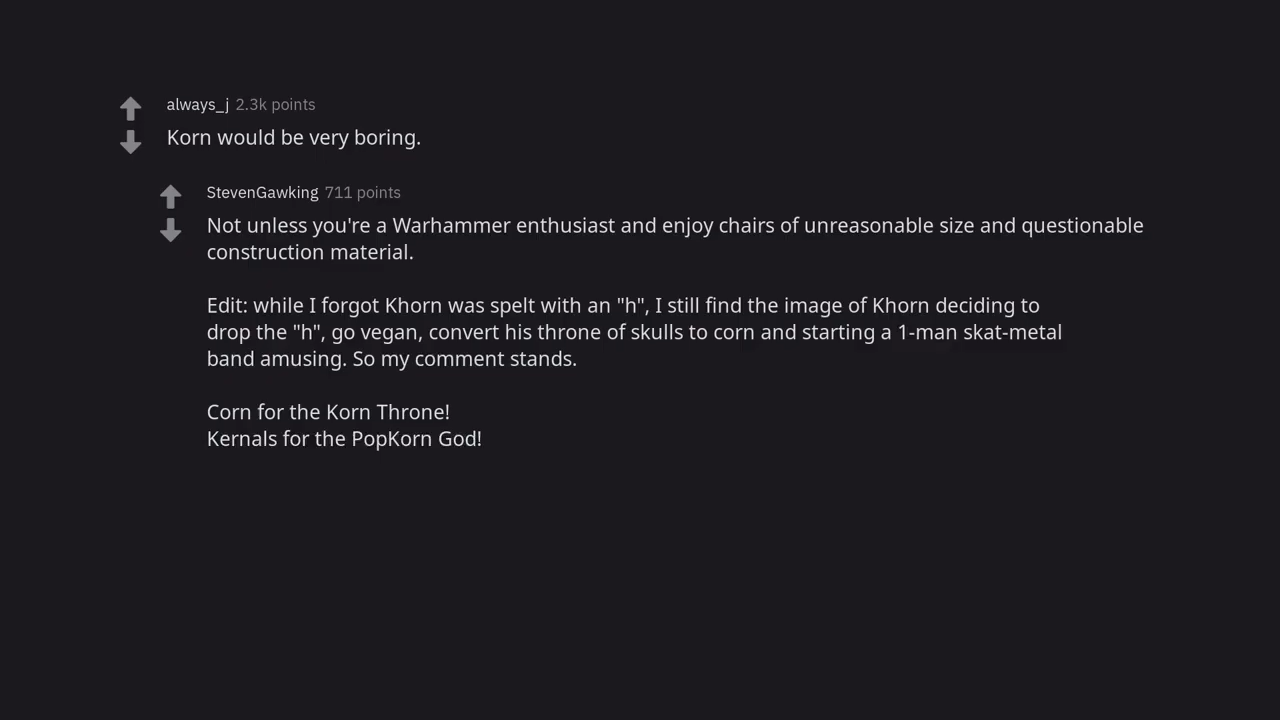 always_j 2.3k points
Korn would be very boring.
StevenGawking 711 points
Not unless you're a Warhammer enthusiast and enjoy chairs of unreasonable size and questionable
construction material.
Edit: while I forgot Khorn was spelt with an "h", I still find the image of Khorn deciding to
drop the "h", go vegan, convert his throne of skulls to corn and starting a 1-man skat-metal
band amusing. So my comment stands.
Corn for the Korn Throne!
Kernals for the PopKorn God!